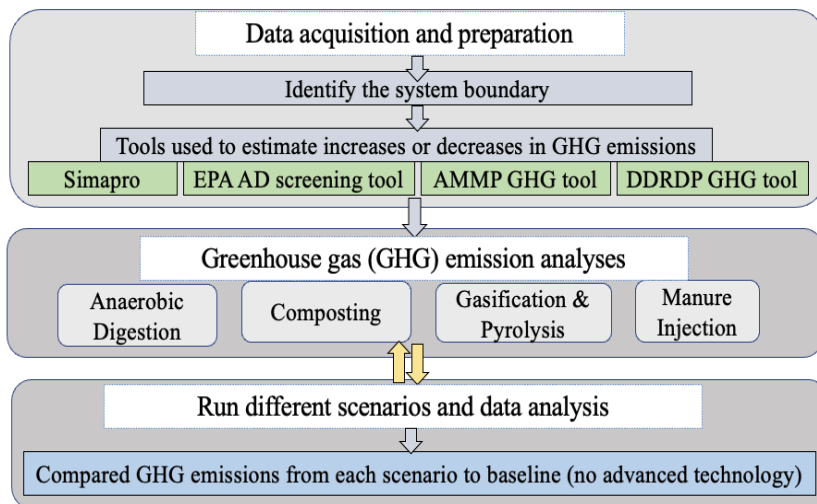 Data acquisition and preparation
Identify the system boundary
Tools used to estimate increases or decreases in GHG emissions
Simapro
EPA AD screening tool
AMMP GHG tool
DDRDP GHG tool
Greenhouse gas (GHG) emission analyses
Anaerobic
Digestion
Composting
Gasification &
Pyrolysis
Manure
Injection
Run different scenarios and data analysis
Compared GHG emissions from each scenario to baseline (no advanced technology)